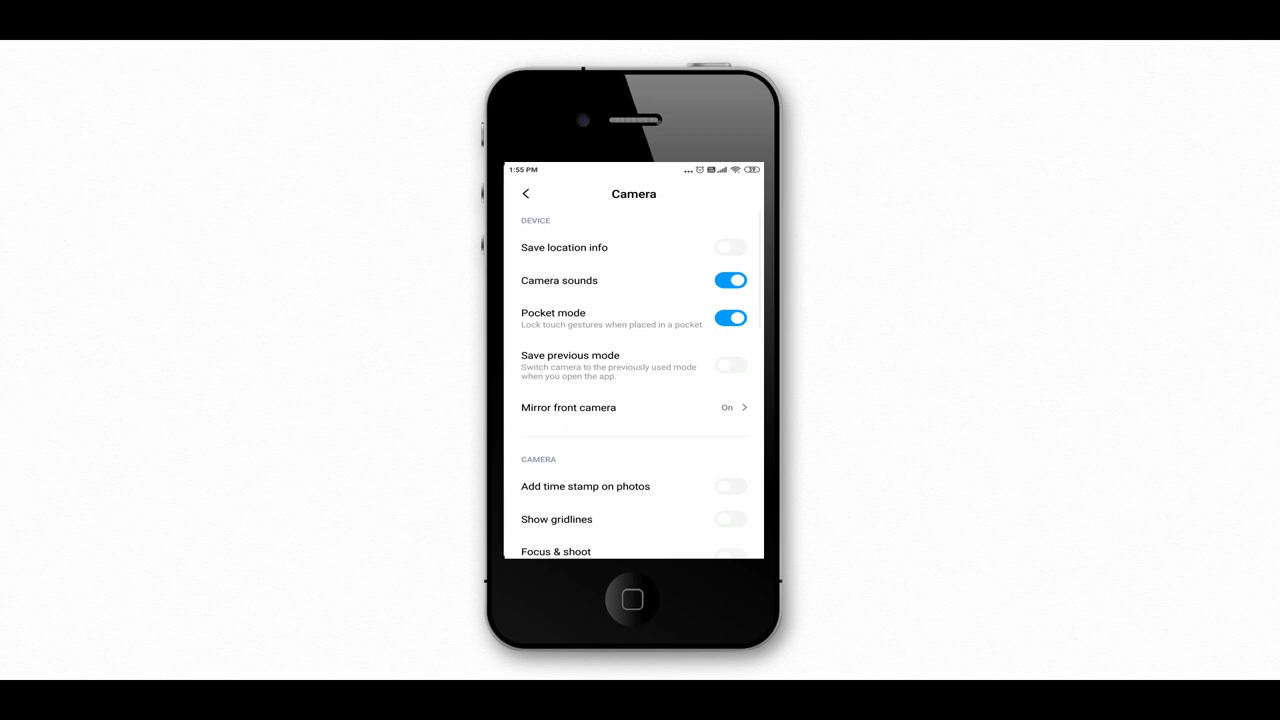 1:55 PM
39
Camera
DEVICE
Save location info
Camera sounds
Pocket mode
Lock touch gestures when placed in a pocket
Save previous mode
Switch camera to the previously used mode
when you open the app.
Mirror front camera On
CAMERA
Add time stamp on photos
Show gridlines
Focus & shoot